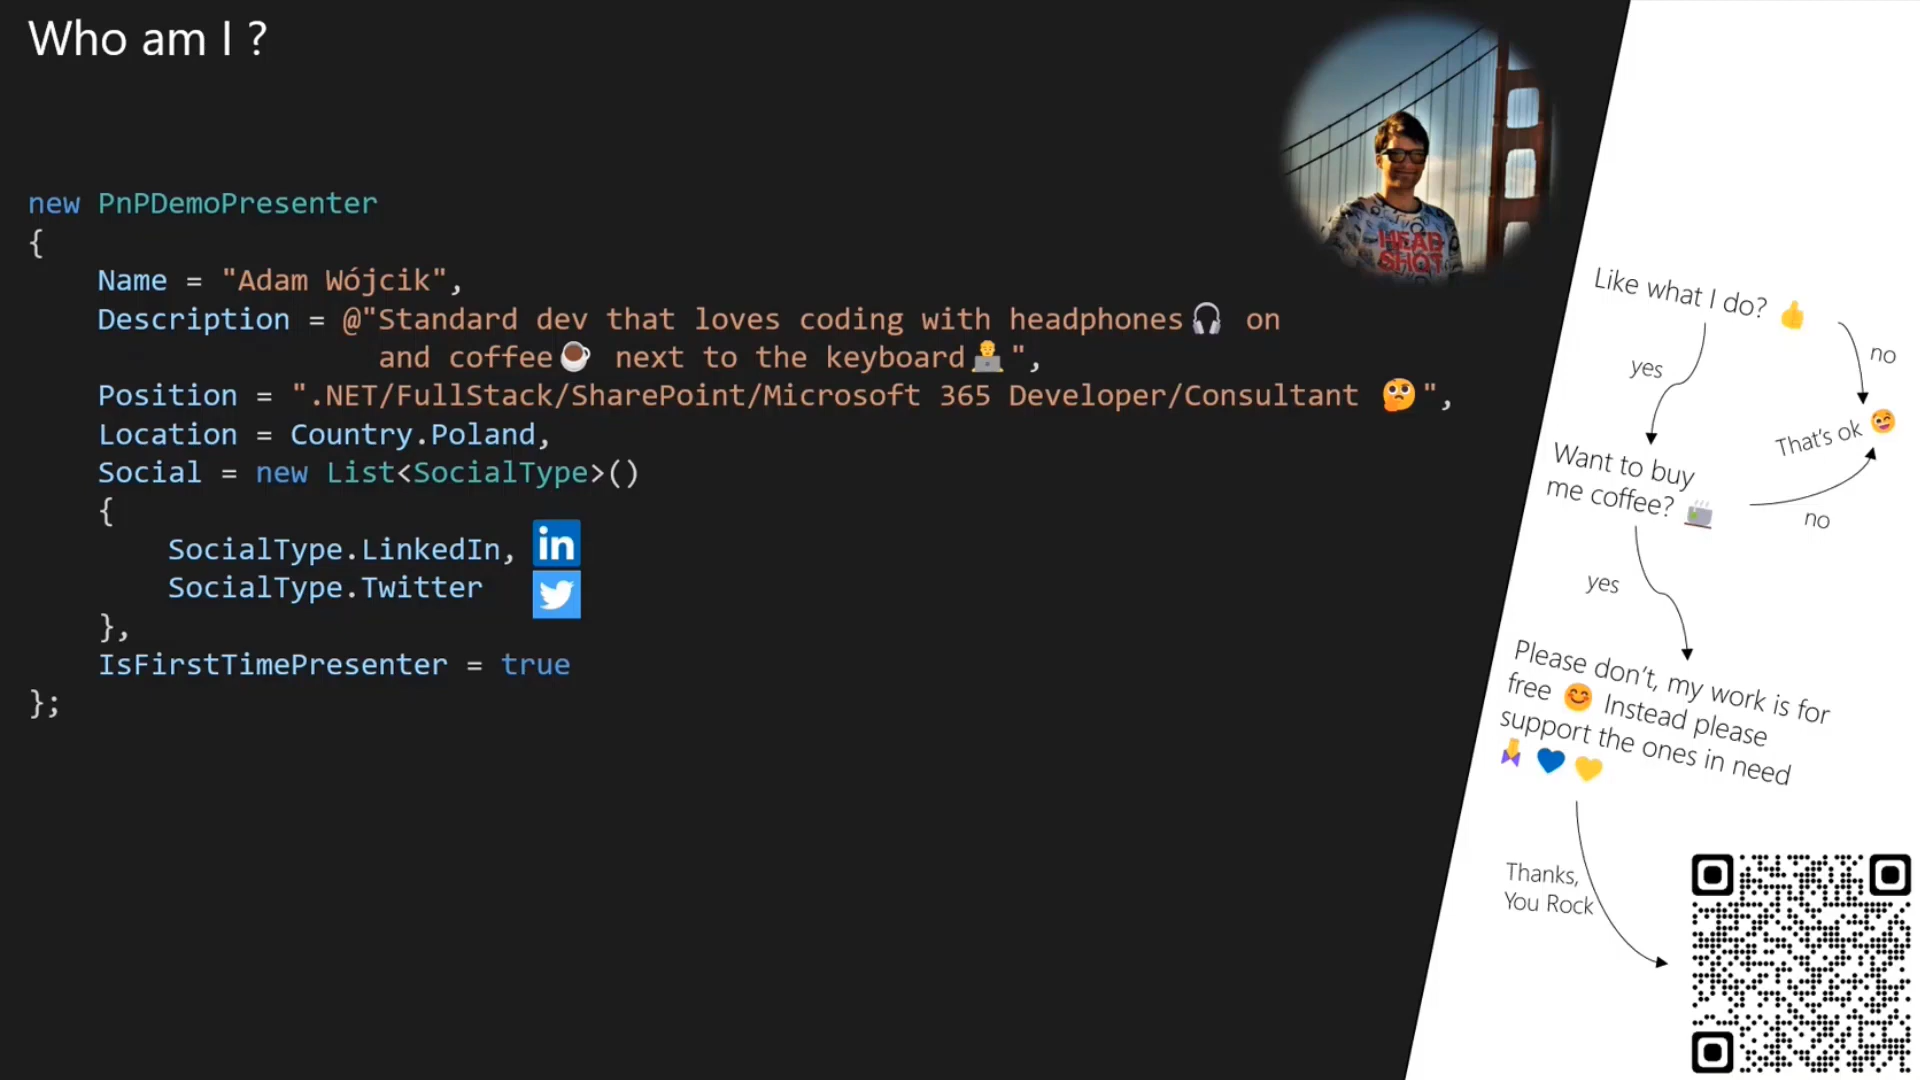 Who am I ?
new PnPDemoPresenter
{
Name = "Adam Wójcik",
Description = @"Standard dev that loves coding with headphones🎧 on
and coffee☕ next to the keyboard🧑‍💻 ",
Position = ".NET/FullStack/SharePoint/Microsoft 365 Developer/Consultant 🤔 ",
Location = Country.Poland,
Social = new List<SocialType>()
{
SocialType.LinkedIn,
in
SocialType.Twitter
},
IsFirstTimePresenter = true
};
HEAD
SHOT
Like what I do? 👍
yes
no
That's ok 😅
Want to buy
me coffee? 🍵
no
yes
Please don't, my work is for
free 😊 Instead please
support the ones in need
🎗 💙 💛
Thanks,
You Rock